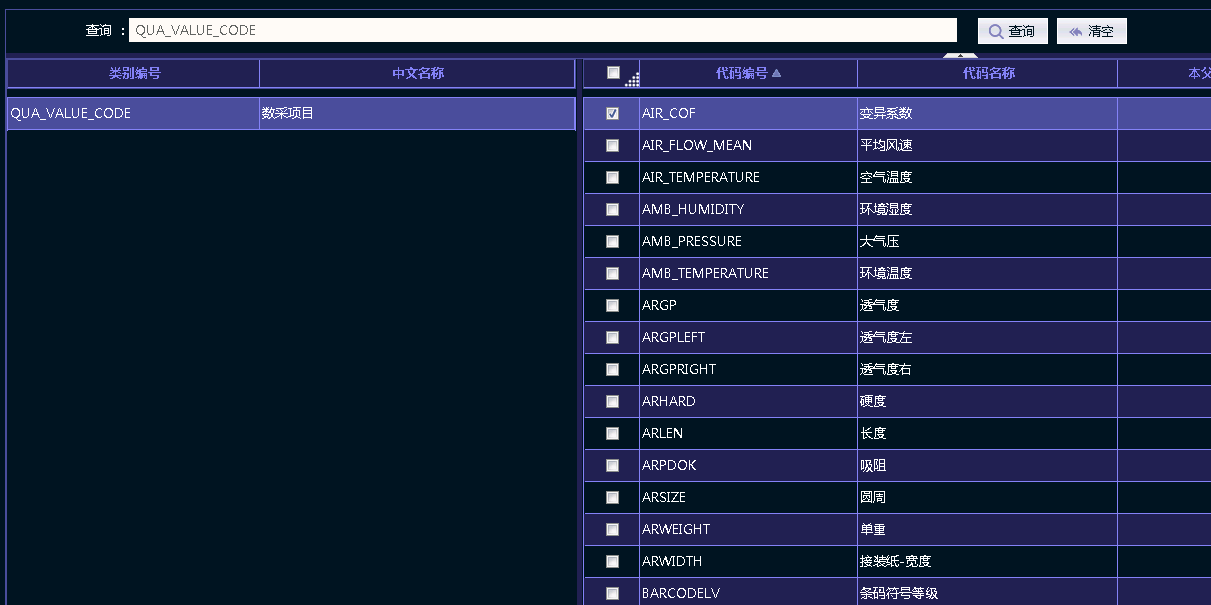 查询 : QUA_VALUE_CODE 查询 清空
类别编号 中文名称 代码编号 代码名称 本父
QUA_VALUE_CODE 数采项目 AIR_COF 变异系数
AIR_FLOW_MEAN 平均风速
AIR_TEMPERATURE 空气温度
AMB_HUMIDITY 环境湿度
AMB_PRESSURE 大气压
AMB_TEMPERATURE 环境温度
ARGP 透气度
ARGPLEFT 透气度左
ARGPRIGHT 透气度右
ARHARD 硬度
ARLEN 长度
ARPDOK 吸阻
ARSIZE 圆周
ARWEIGHT 单重
ARWIDTH 接装纸-宽度
BARCODELV 条码符号等级